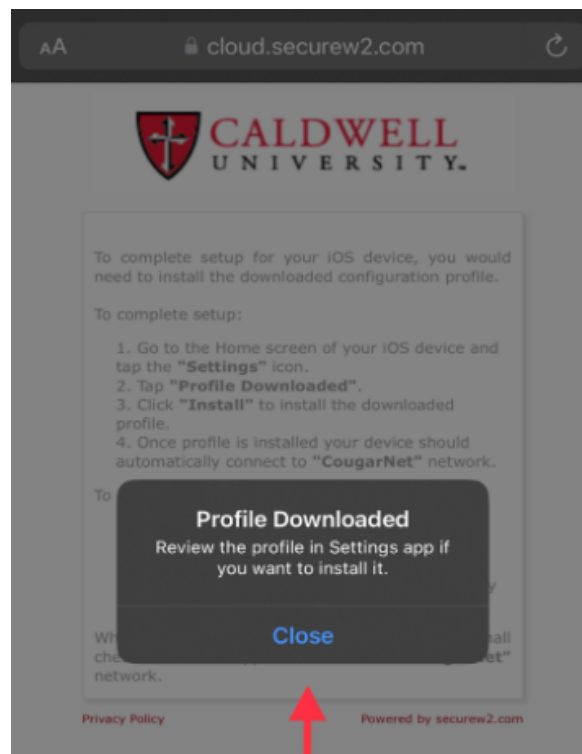 AA cloud.securew2.com
CALDWELL
UNIVERSITY
To complete setup for your iOS device, you would
need to install the downloaded configuration profile.
To complete setup:
1. Go to the Home screen of your iOS device and
tap the "Settings" icon.
2. Tap "Profile Downloaded".
3. Click "Install" to install the downloaded
profile.
4. Once profile is installed your device should
automatically connect to "CougarNet" network.
To
Profile Downloaded
Review the profile in Settings app if
you want to install it.
Close
network.
Privacy Policy Powered by securew2.com